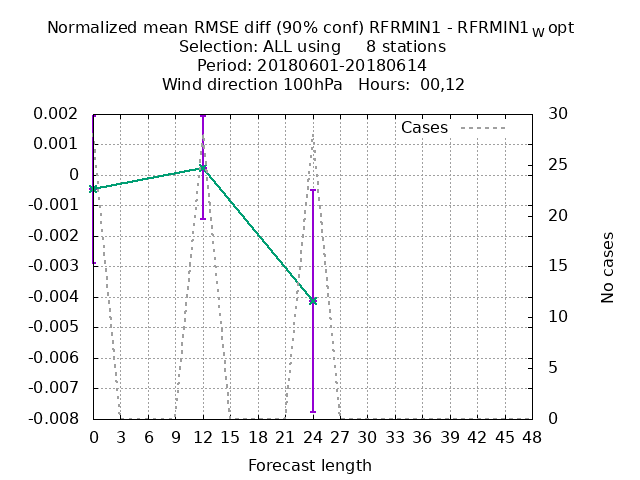 Normalized mean RMSE diff (90% conf) RFRMIN1 - RFRMIN1wopt
Selection: ALL using     8 stations
Period: 20180601-20180614
Wind direction 100hPa   Hours:  00,12
Cases
0.002
0.001
0
-0.001
-0.002
-0.003
-0.004
-0.005
-0.006
-0.007
-0.008
30
25
20
15
10
5
0
No cases
0 3 6 9 12 15 18 21 24 27 30 33 36 39 42 45 48
Forecast length